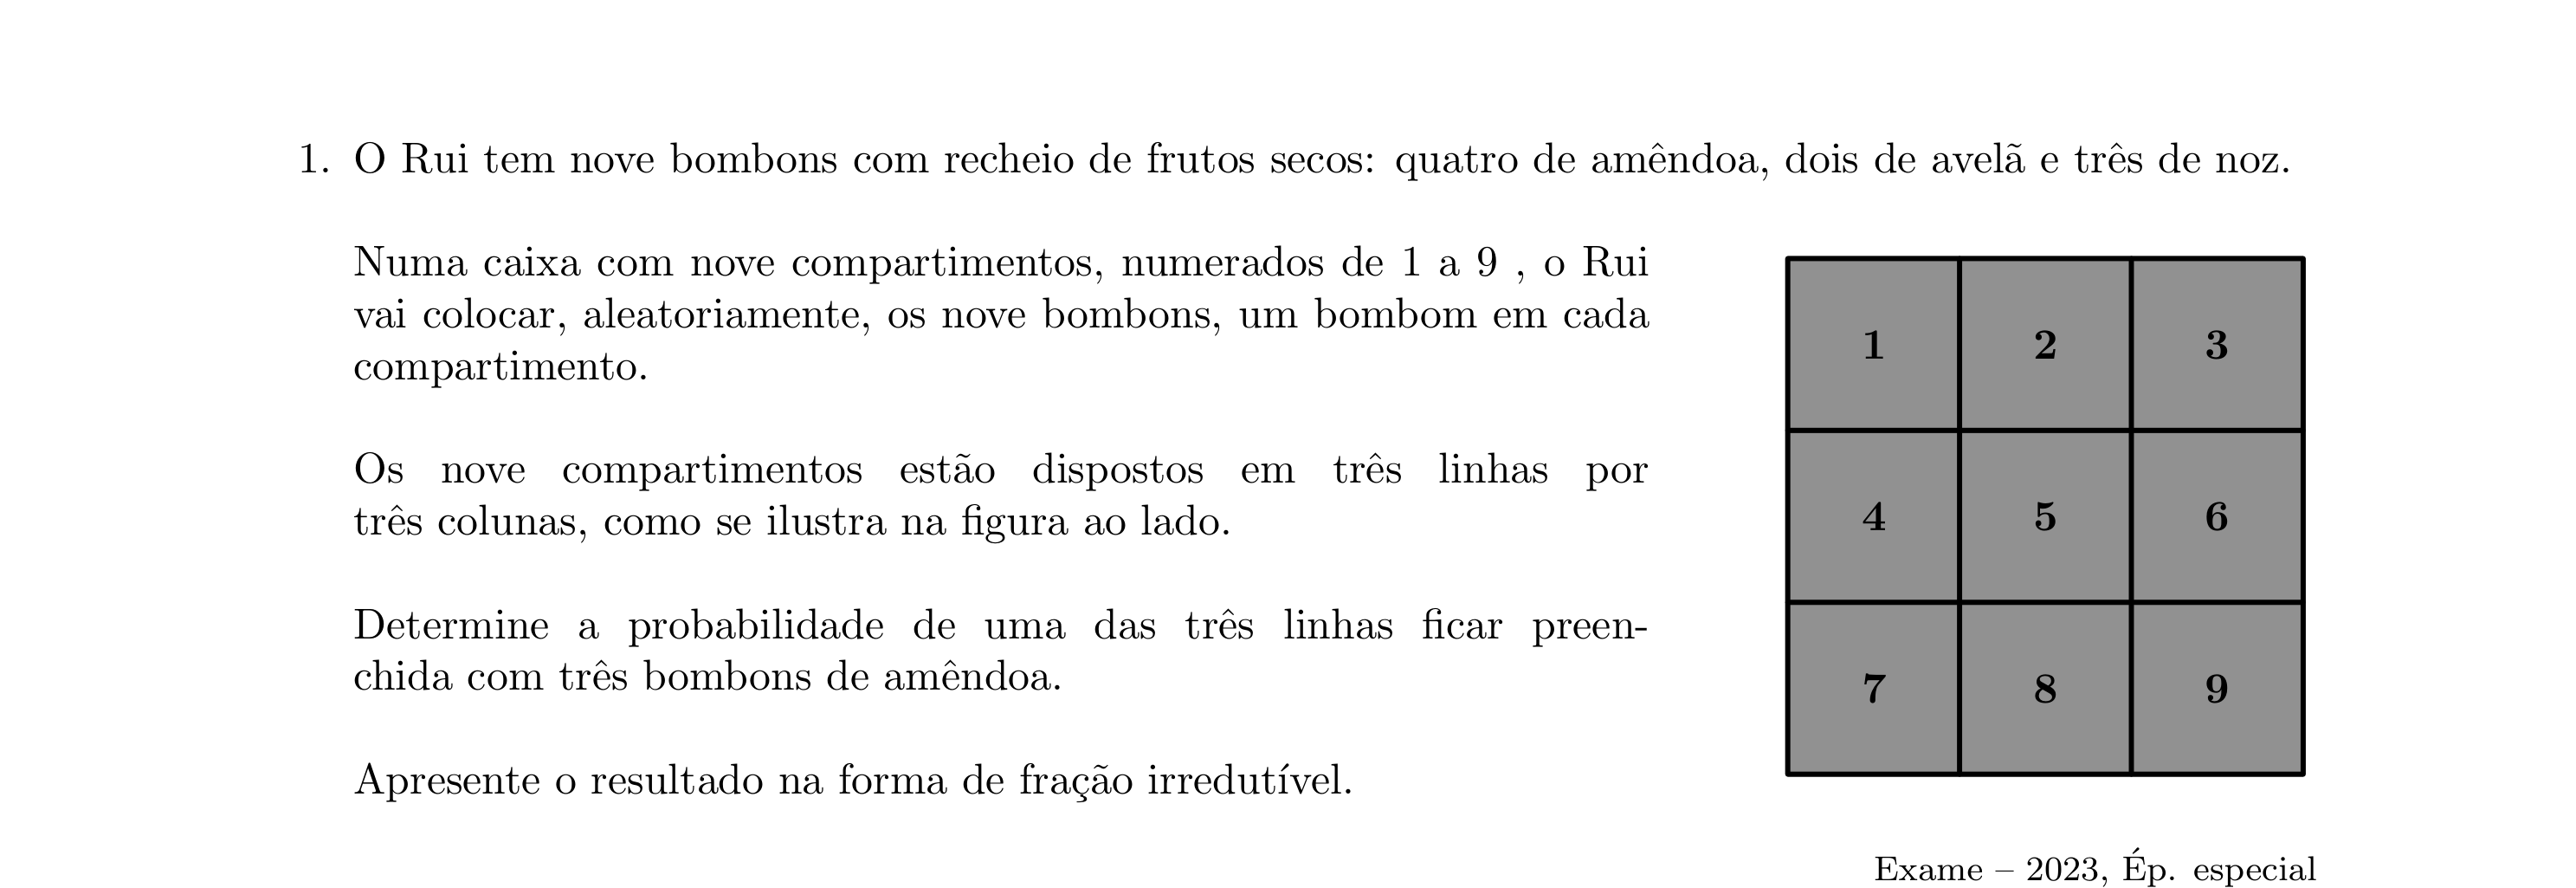 1. O Rui tem nove bombons com recheio de frutos secos: quatro de amêndoa, dois de avelã e três de noz.
Numa caixa com nove compartimentos, numerados de 1 a 9 , o Rui
vai colocar, aleatoriamente, os nove bombons, um bombom em cada
compartimento.
Os nove compartimentos estão dispostos em três linhas por
três colunas, como se ilustra na figura ao lado.
Determine a probabilidade de uma das três linhas ficar preen-
chida com três bombons de amêndoa.
Apresente o resultado na forma de fração irredutível.
1 2 3
4 5 6
7 8 9
Exame – 2023, Ép. especial